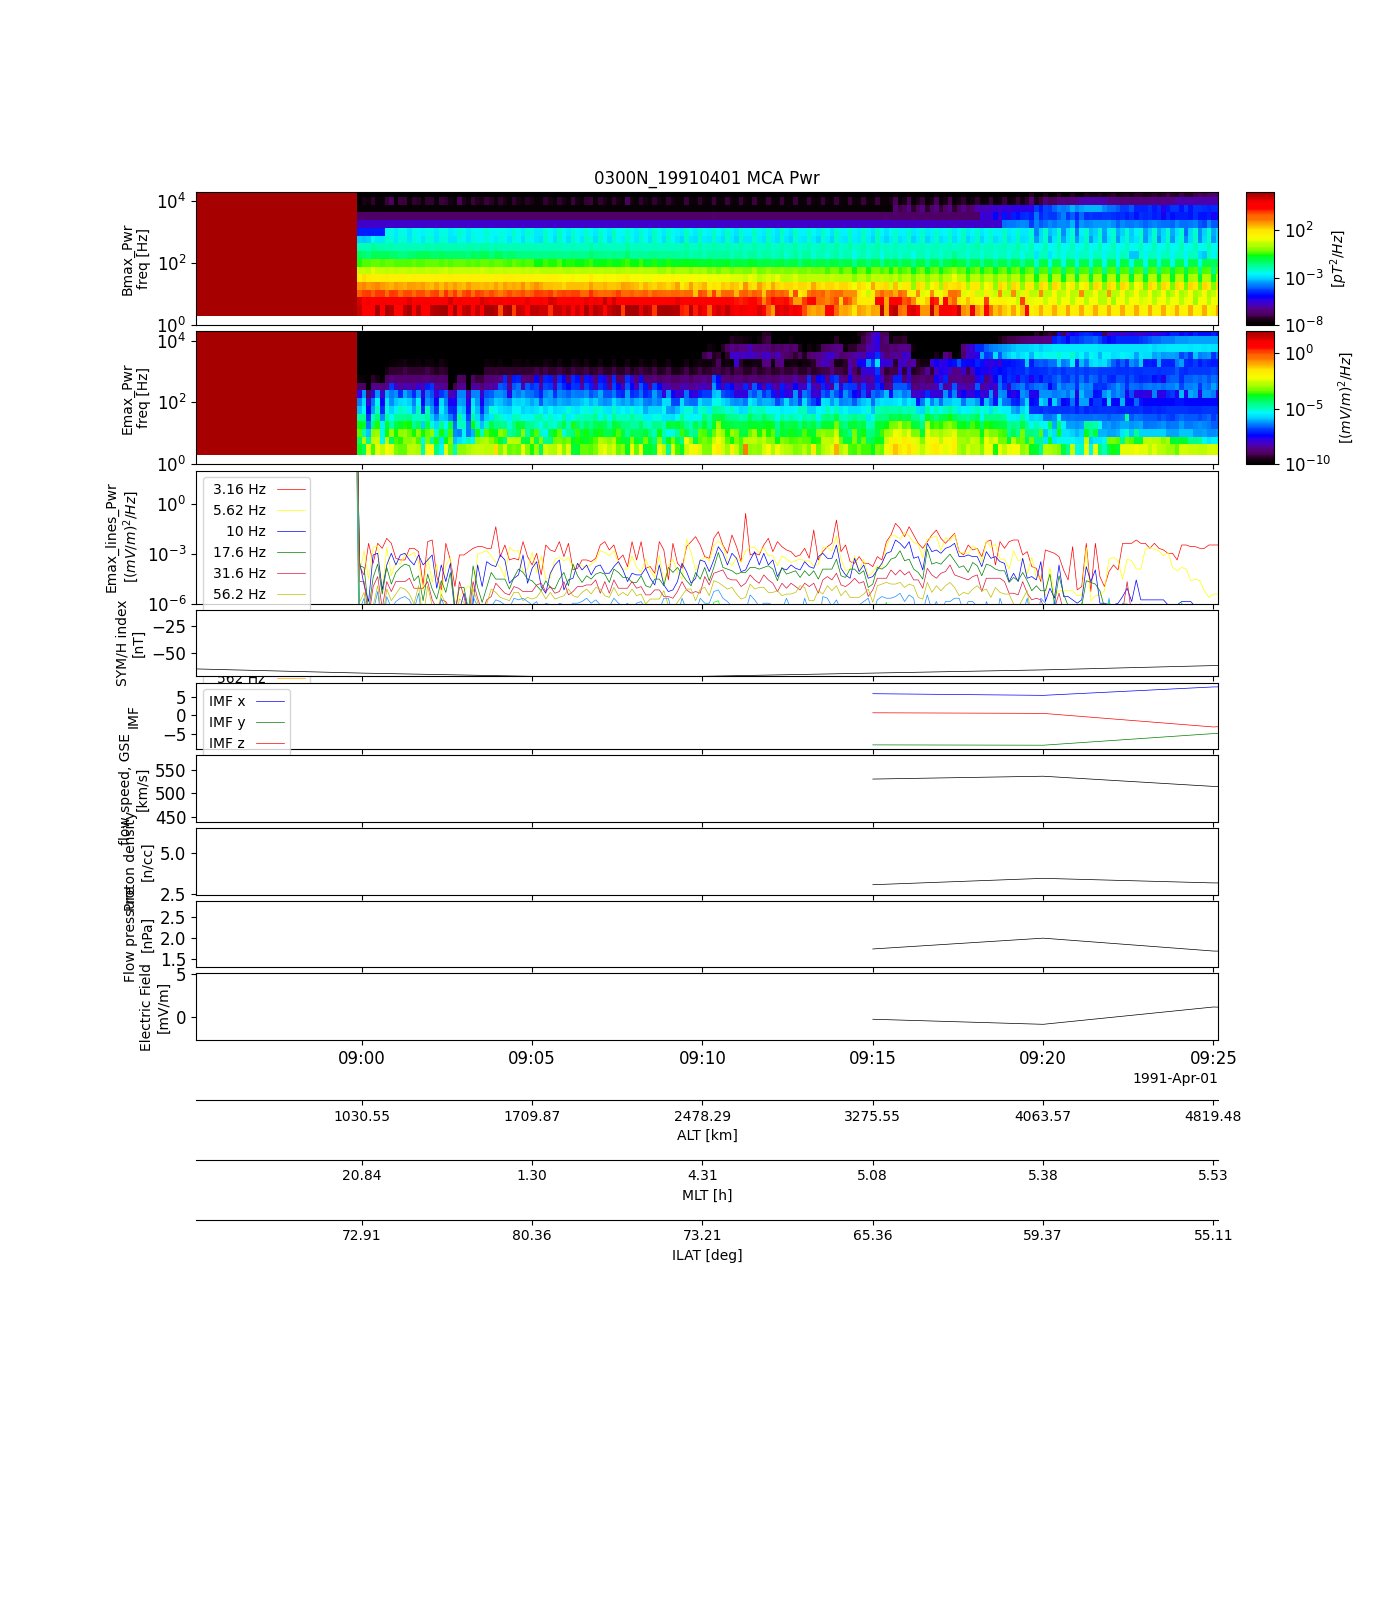 0300N_19910401 MCA Pwr
Bmax_Pwr
freq [Hz]
10^4
10^2
10^0
10^2
10^-3
10^-8
[pT^2/Hz]
Emax_Pwr
freq [Hz]
10^4
10^2
10^0
10^0
10^-5
10^-10
[(mV/m)^2/Hz]
Emax_lines_Pwr
[(mV/m)^2/Hz]
10^0
10^-3
10^-6
3.16 Hz
5.62 Hz
10 Hz
17.6 Hz
31.6 Hz
56.2 Hz
SYM/H index
[nT]
−25
−50
562 Hz
IMF
5
0
−5
IMF x
IMF y
IMF z
flow speed, GSE
[km/s]
550
500
450
Proton density
[n/cc]
5.0
2.5
Flow pressure
[nPa]
2.5
2.0
1.5
Electric Field
[mV/m]
5
0
09:00 09:05 09:10 09:15 09:20 09:25
1991-Apr-01
1030.55 1709.87 2478.29 3275.55 4063.57 4819.48
ALT [km]
20.84 1.30 4.31 5.08 5.38 5.53
MLT [h]
72.91 80.36 73.21 65.36 59.37 55.11
ILAT [deg]